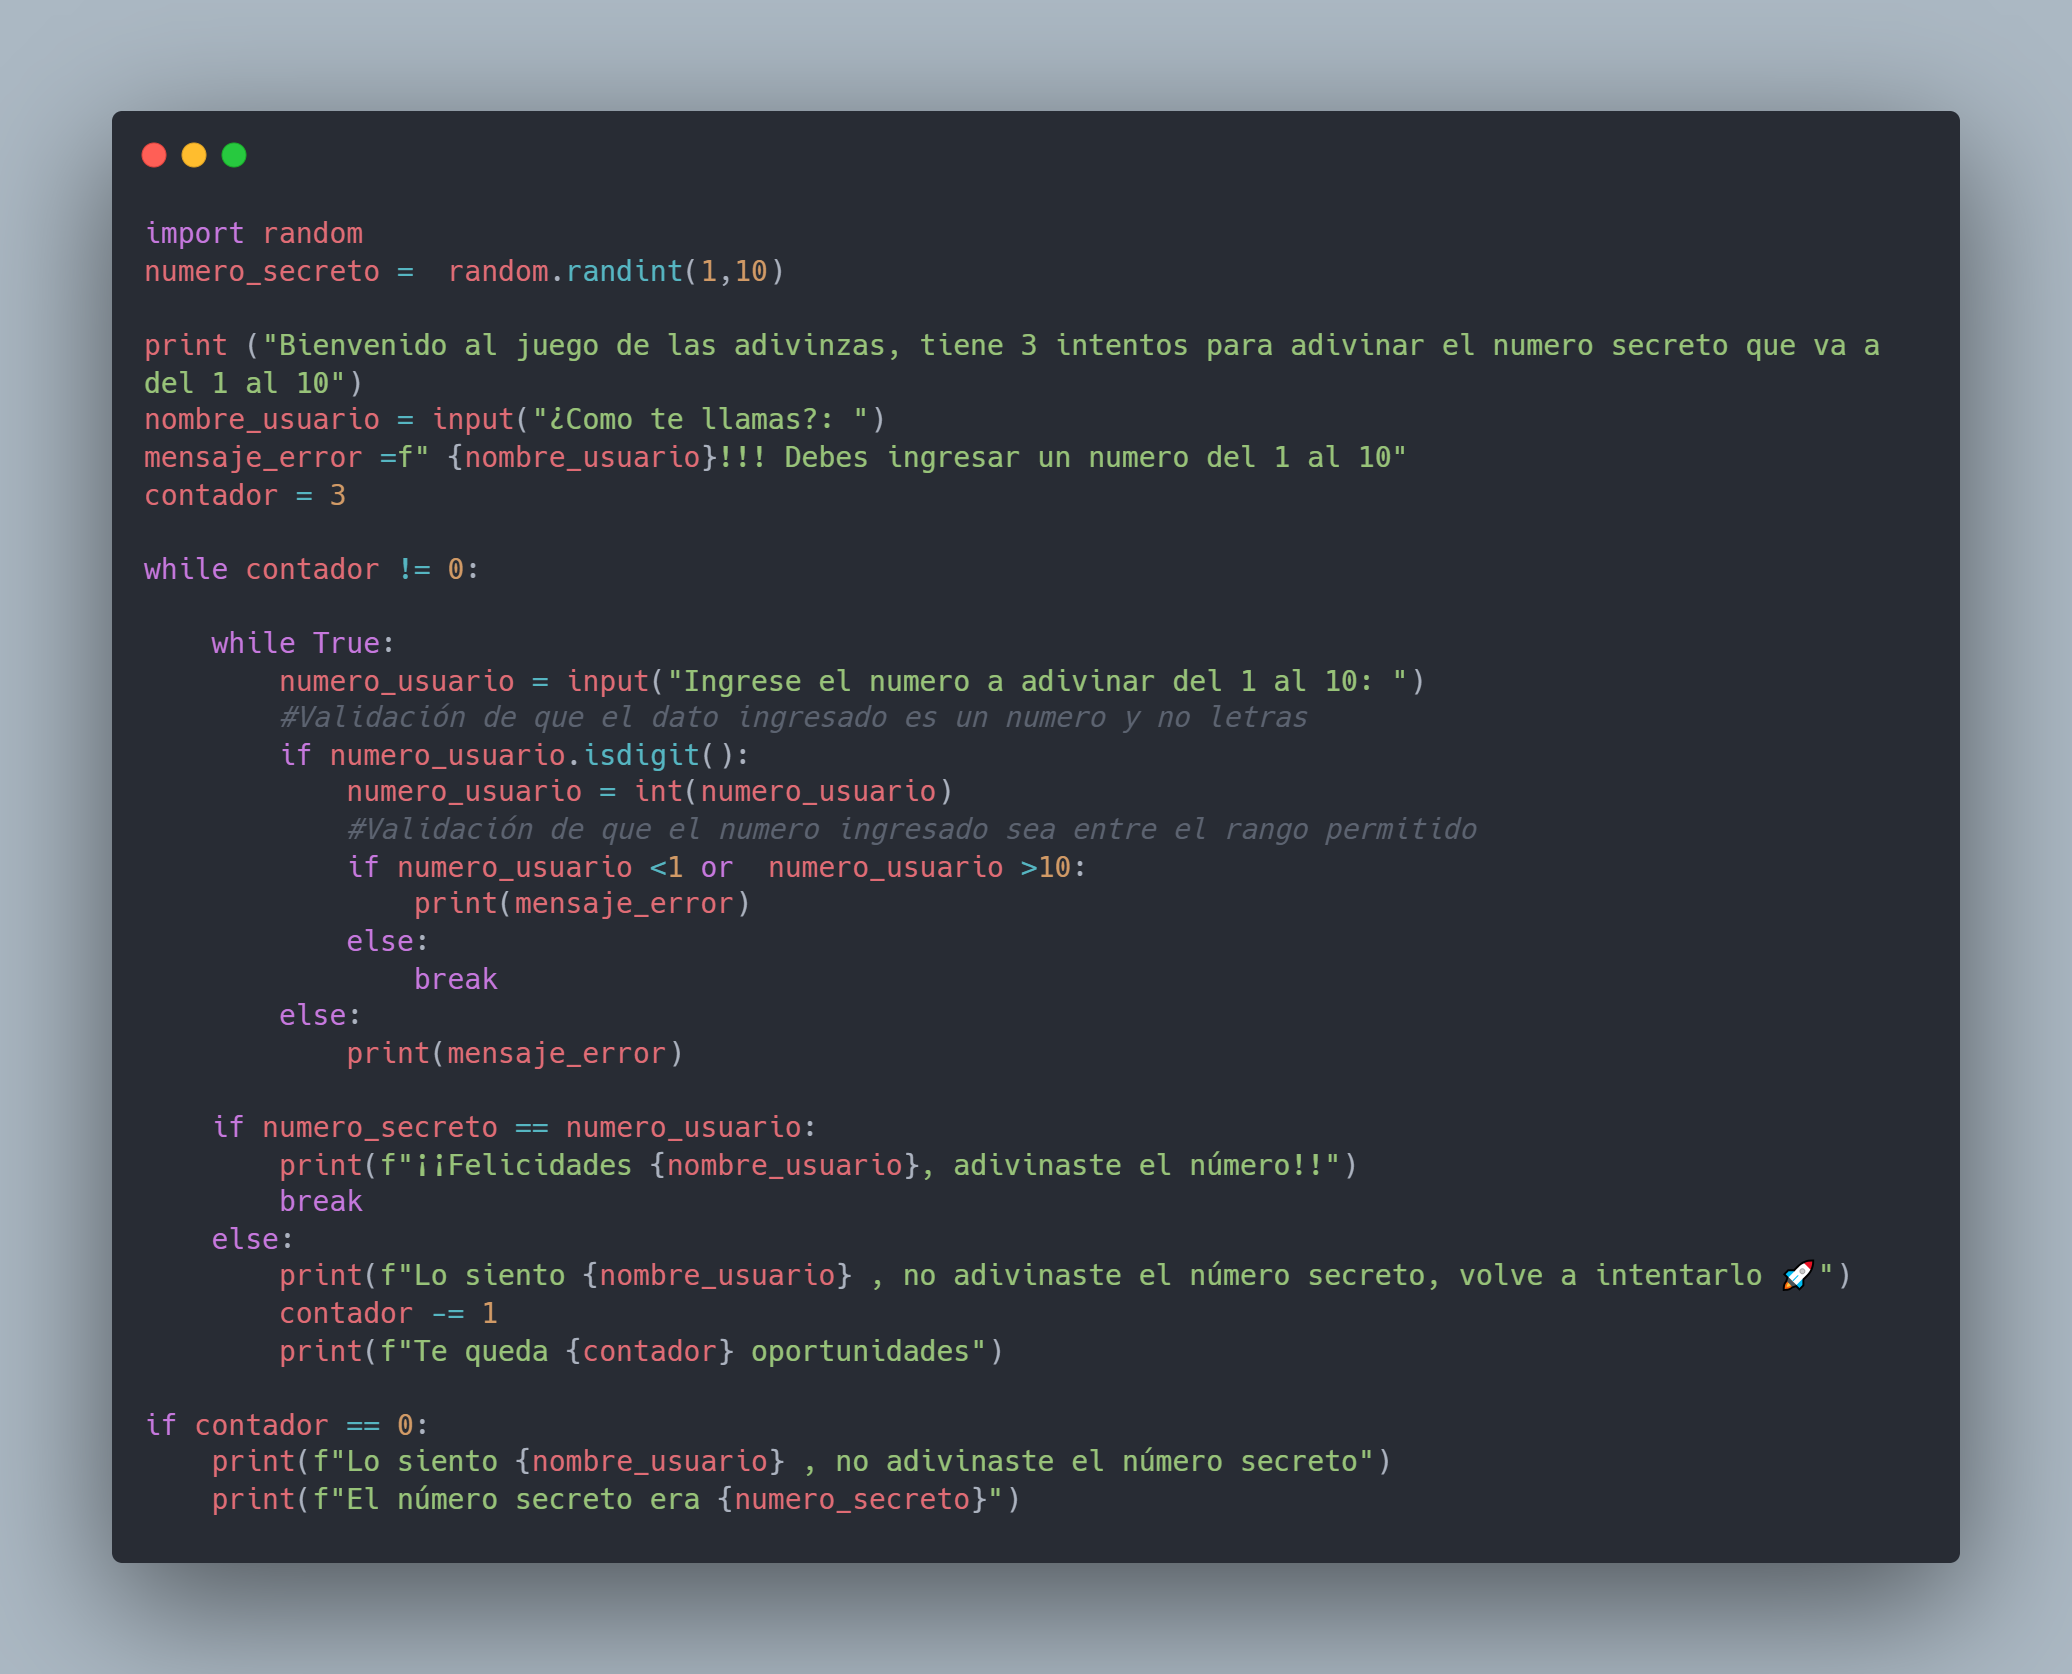 import random
numero_secreto =  random.randint(1,10)

print ("Bienvenido al juego de las adivinzas, tiene 3 intentos para adivinar el numero secreto que va a
del 1 al 10")
nombre_usuario = input("¿Como te llamas?: ")
mensaje_error =f" {nombre_usuario}!!! Debes ingresar un numero del 1 al 10"
contador = 3

while contador != 0:

    while True:
        numero_usuario = input("Ingrese el numero a adivinar del 1 al 10: ")
        #Validación de que el dato ingresado es un numero y no letras
        if numero_usuario.isdigit():
            numero_usuario = int(numero_usuario)
            #Validación de que el numero ingresado sea entre el rango permitido
            if numero_usuario <1 or  numero_usuario >10:
                print(mensaje_error)
            else:
                break
        else:
            print(mensaje_error)

    if numero_secreto == numero_usuario:
        print(f"¡¡Felicidades {nombre_usuario}, adivinaste el número!!")
        break
    else:
        print(f"Lo siento {nombre_usuario} , no adivinaste el número secreto, volve a intentarlo 🚀")
        contador -= 1
        print(f"Te queda {contador} oportunidades")

if contador == 0:
    print(f"Lo siento {nombre_usuario} , no adivinaste el número secreto")
    print(f"El número secreto era {numero_secreto}")